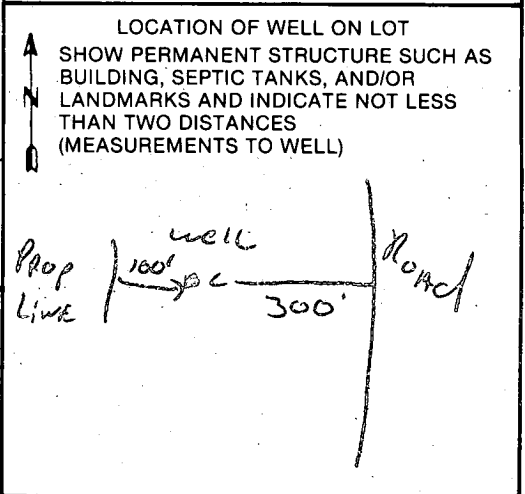 LOCATION OF WELL ON LOT
SHOW PERMANENT STRUCTURE SUCH AS
BUILDING, SEPTIC TANKS, AND/OR
N LANDMARKS AND INDICATE NOT LESS
THAN TWO DISTANCES
(MEASUREMENTS TO WELL)
well
Prop 100' Road
Line 300'